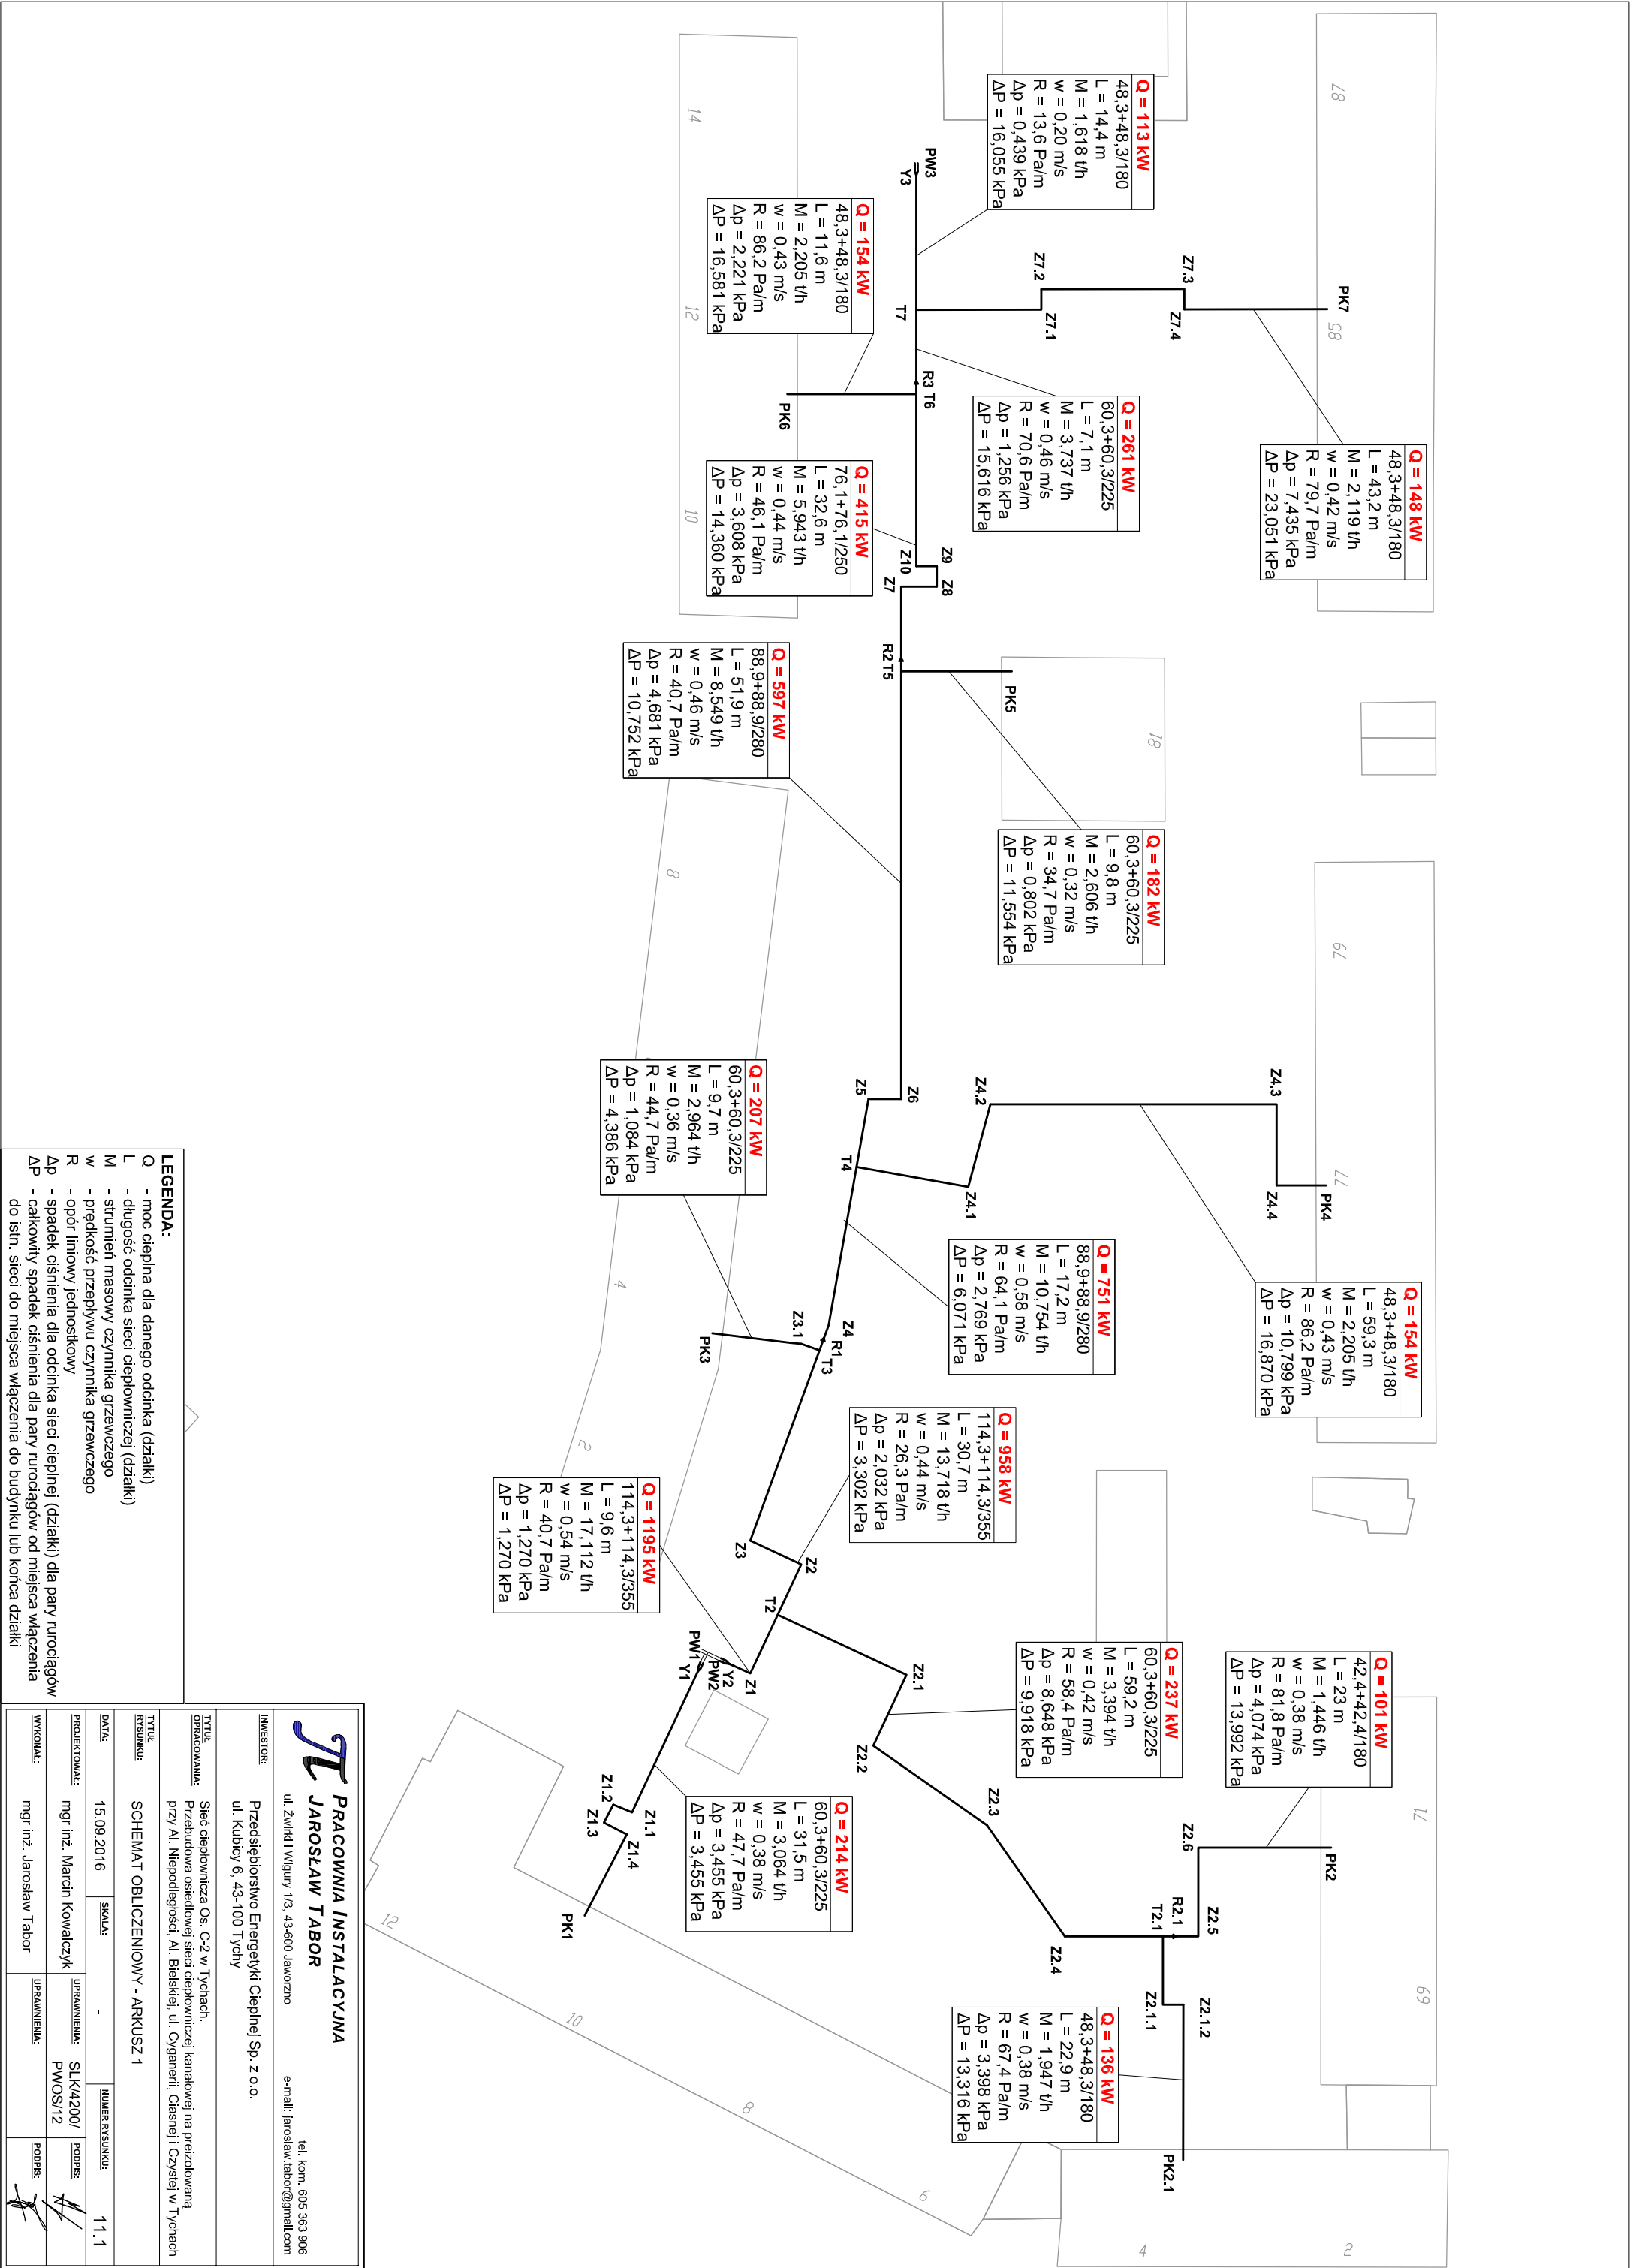 87
85
79
77
71
69
81
14
12
10
8
4
2
12
10
8
6
4
2
Q = 148 kW
48,3+48,3/180
L = 43,2 m
M = 2,119 t/h
w = 0,42 m/s
R = 79,7 Pa/m
Δp = 7,435 kPa
ΔP = 23,051 kPa
Q = 154 kW
48,3+48,3/180
L = 59,3 m
M = 2,205 t/h
w = 0,43 m/s
R = 86,2 Pa/m
Δp = 10,799 kPa
ΔP = 16,870 kPa
Q = 101 kW
42,4+42,4/180
L = 23 m
M = 1,446 t/h
w = 0,38 m/s
R = 81,8 Pa/m
Δp = 4,074 kPa
ΔP = 13,992 kPa
Q = 113 kW
48,3+48,3/180
L = 14,4 m
M = 1,618 t/h
w = 0,20 m/s
R = 13,6 Pa/m
Δp = 0,439 kPa
ΔP = 16,055 kPa
Q = 261 kW
60,3+60,3/225
L = 7,1 m
M = 3,737 t/h
w = 0,46 m/s
R = 70,6 Pa/m
Δp = 1,256 kPa
ΔP = 15,616 kPa
Q = 182 kW
60,3+60,3/225
L = 9,8 m
M = 2,606 t/h
w = 0,32 m/s
R = 34,7 Pa/m
Δp = 0,802 kPa
ΔP = 11,554 kPa
Q = 751 kW
88,9+88,9/280
L = 17,2 m
M = 10,754 t/h
w = 0,58 m/s
R = 64,1 Pa/m
Δp = 2,769 kPa
ΔP = 6,071 kPa
Q = 237 kW
60,3+60,3/225
L = 59,2 m
M = 3,394 t/h
w = 0,42 m/s
R = 58,4 Pa/m
Δp = 8,648 kPa
ΔP = 9,918 kPa
Q = 136 kW
48,3+48,3/180
L = 22,9 m
M = 1,947 t/h
w = 0,38 m/s
R = 67,4 Pa/m
Δp = 3,398 kPa
ΔP = 13,316 kPa
Q = 958 kW
114,3+114,3/355
L = 30,7 m
M = 13,718 t/h
w = 0,44 m/s
R = 26,3 Pa/m
Δp = 2,032 kPa
ΔP = 3,302 kPa
Q = 154 kW
48,3+48,3/180
L = 11,6 m
M = 2,205 t/h
w = 0,43 m/s
R = 86,2 Pa/m
Δp = 2,221 kPa
ΔP = 16,581 kPa
Q = 415 kW
76,1+76,1/250
L = 32,6 m
M = 5,943 t/h
w = 0,44 m/s
R = 46,1 Pa/m
Δp = 3,608 kPa
ΔP = 14,360 kPa
Q = 597 kW
88,9+88,9/280
L = 51,9 m
M = 8,549 t/h
w = 0,46 m/s
R = 40,7 Pa/m
Δp = 4,681 kPa
ΔP = 10,752 kPa
Q = 207 kW
60,3+60,3/225
L = 9,7 m
M = 2,964 t/h
w = 0,36 m/s
R = 44,7 Pa/m
Δp = 1,084 kPa
ΔP = 4,386 kPa
Q = 1195 kW
114,3+114,3/355
L = 9,6 m
M = 17,112 t/h
w = 0,54 m/s
R = 40,7 Pa/m
Δp = 1,270 kPa
ΔP = 1,270 kPa
Q = 214 kW
60,3+60,3/225
L = 31,5 m
M = 3,064 t/h
w = 0,38 m/s
R = 47,7 Pa/m
Δp = 3,455 kPa
ΔP = 3,455 kPa
PK7
Z7.3
Z7.4
Z7.2
Z7.1
PW3
Y3
T7
R3 T6
PK6
Z9
Z8
Z10
Z7
R2 T5
PK5
Z6
Z5
Z4.3
Z4.4
PK4
Z4.2
Z4.1
T4
Z4
R1
T3
Z3.1
PK3
Z3
Z2
T2
Z1
Y2
PW2
PW1
Y1
Z2.1
Z2.2
Z2.3
Z2.4
Z2.5
Z2.6
PK2
R2.1
T2.1
Z2.1.1
Z2.1.2
PK2.1
Z1.1
Z1.2
Z1.3
Z1.4
PK1
LEGENDA:
Q - moc cieplna dla danego odcinka (działki)
L - długość odcinka sieci ciepłowniczej (działki)
M - strumień masowy czynnika grzewczego
w - prędkość przepływu czynnika grzewczego
R - opór liniowy jednostkowy
Δp - spadek ciśnienia dla odcinka sieci cieplnej (działki) dla pary rurociągów
ΔP - całkowity spadek ciśnienia dla pary rurociągów od miejsca włączenia
do istn. sieci do miejsca włączenia do budynku lub końca działki
PRACOWNIA INSTALACYJNA
JAROSŁAW TABOR
ul. Żwirki i Wigury 1/3, 43-600 Jaworzno
tel. kom. 605 363 906
e-mail: jaroslaw.tabor@gmail.com
INWESTOR:
Przedsiębiorstwo Energetyki Cieplnej Sp. z o.o.
ul. Kubicy 6, 43-100 Tychy
TYTUŁ OPRACOWANIA:
Sieć ciepłownicza Os. C-2 w Tychach.
Przebudowa osiedlowej sieci ciepłowniczej kanałowej na preizolowaną
przy Al. Niepodległości, Al. Bielskiej, ul. Cyganerii, Ciasnej i Czystej w Tychach
TYTUŁ RYSUNKU:
SCHEMAT OBLICZENIOWY - ARKUSZ 1
DATA: 15.09.2016
SKALA: -
NUMER RYSUNKU: 11.1
PROJEKTOWAŁ: mgr inż. Marcin Kowalczyk
UPRAWNIENIA: SLK/4200/
PWOS/12
PODPIS:
WYKONAŁ: mgr inż. Jarosław Tabor
UPRAWNIENIA:
PODPIS: